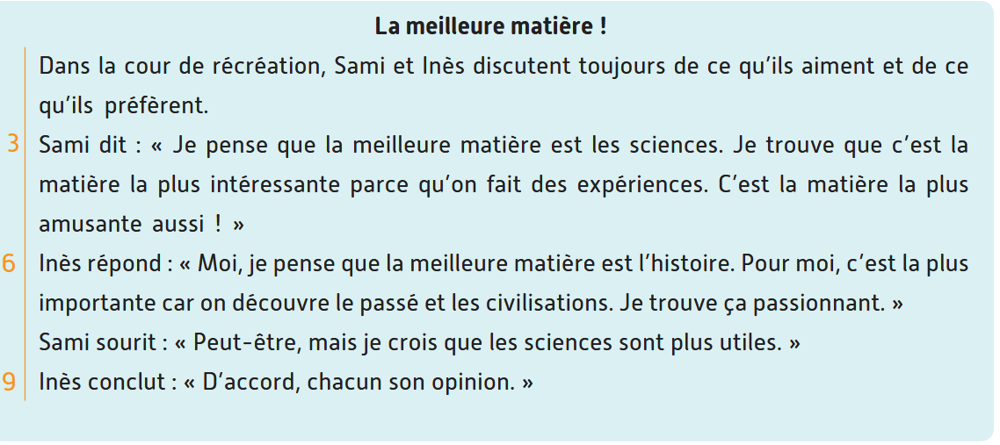 La meilleure matière !
Dans la cour de récréation, Sami et Inès discutent toujours de ce qu'ils aiment et de ce
qu'ils préfèrent.
3 Sami dit : « Je pense que la meilleure matière est les sciences. Je trouve que c'est la
matière la plus intéressante parce qu'on fait des expériences. C'est la matière la plus
amusante aussi ! »
6 Inès répond : « Moi, je pense que la meilleure matière est l'histoire. Pour moi, c'est la plus
importante car on découvre le passé et les civilisations. Je trouve ça passionnant. »
Sami sourit : « Peut-être, mais je crois que les sciences sont plus utiles. »
9 Inès conclut : « D'accord, chacun son opinion. »